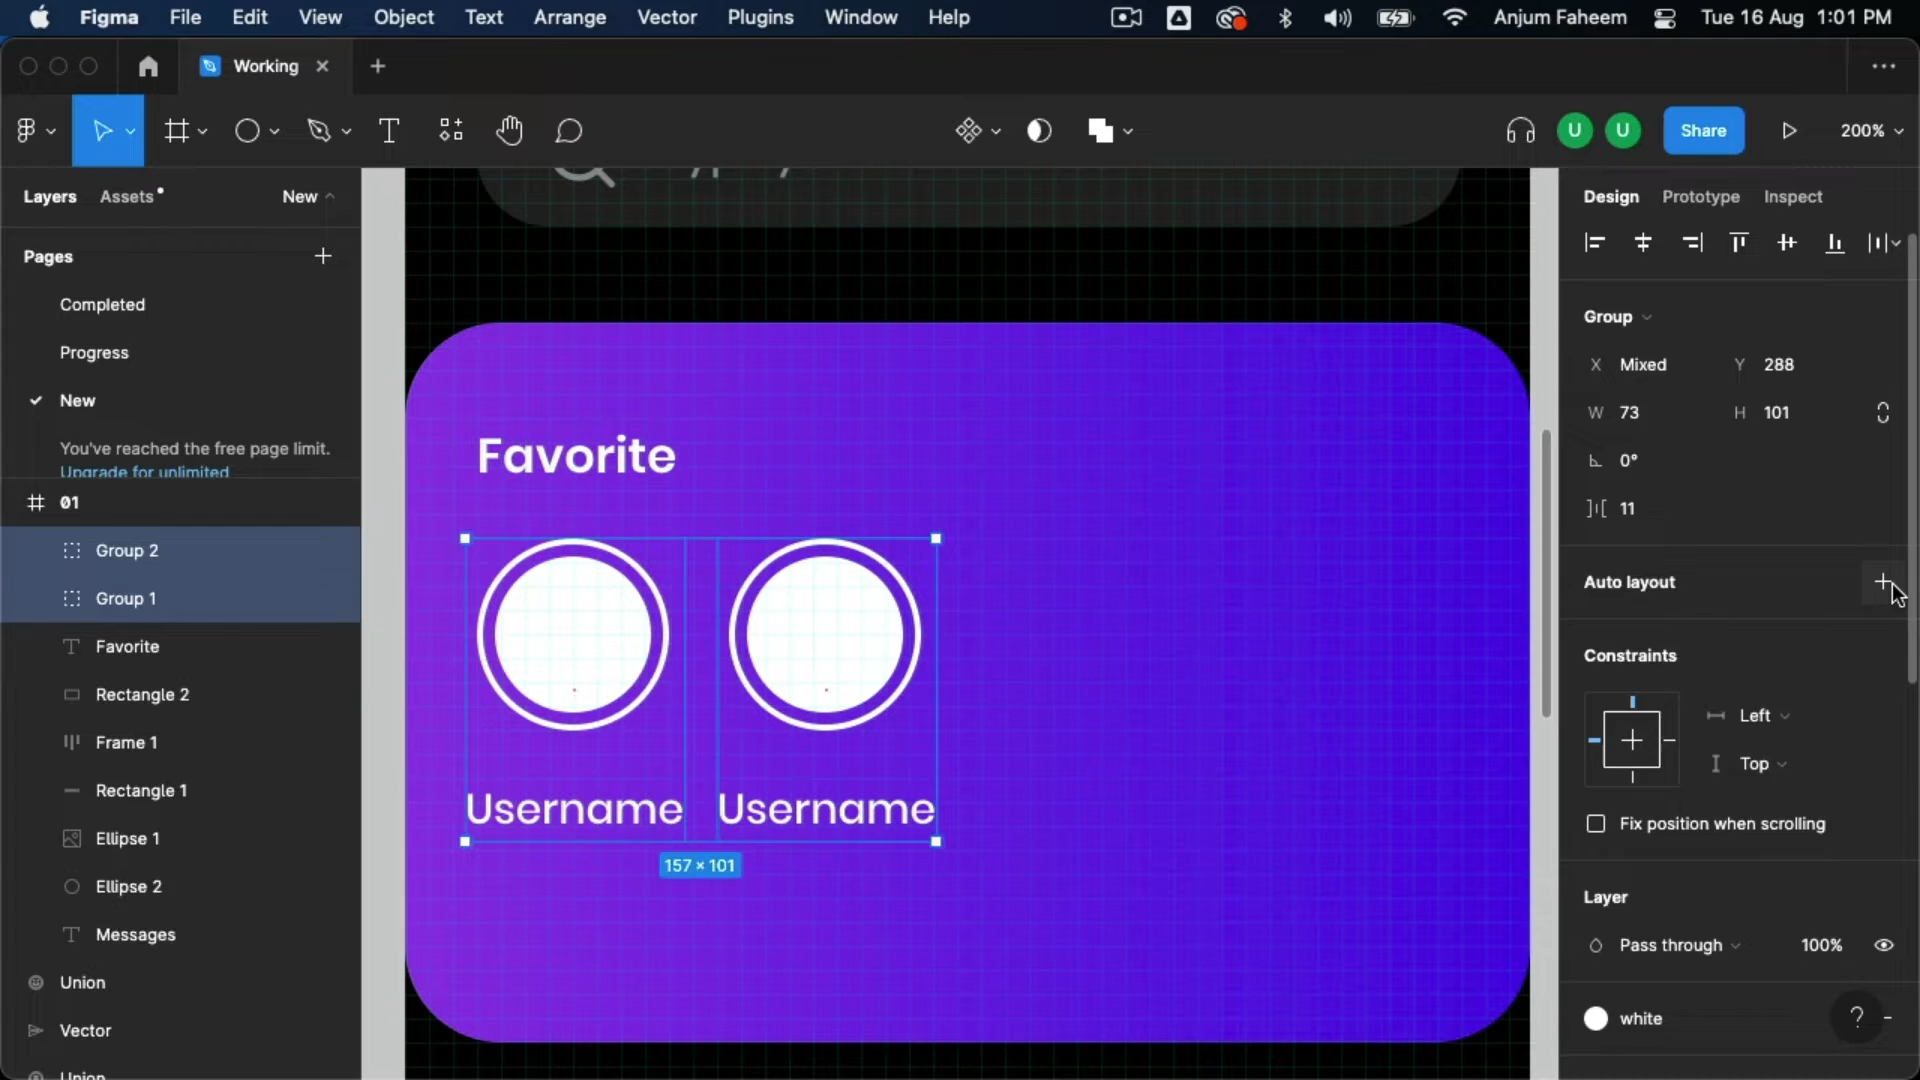 Figma File Edit View Object Text Arrange Vector Plugins Window Help Anjum Faheem Tue 16 Aug 1:01 PM
Working
U U Share 200%
Layers Assets New
Pages
Completed
Progress
New
You've reached the free page limit.
Upgrade for unlimited
01
Group 2
Group 1
Favorite
Rectangle 2
Frame 1
Rectangle 1
Ellipse 1
Ellipse 2
Messages
Union
Vector
Union
Favorite
Username Username
157 × 101
Design Prototype Inspect
Group
X Mixed Y 288
W 73 H 101
0°
11
Auto layout
Constraints
Left
Top
Fix position when scrolling
Layer
Pass through 100%
white
?